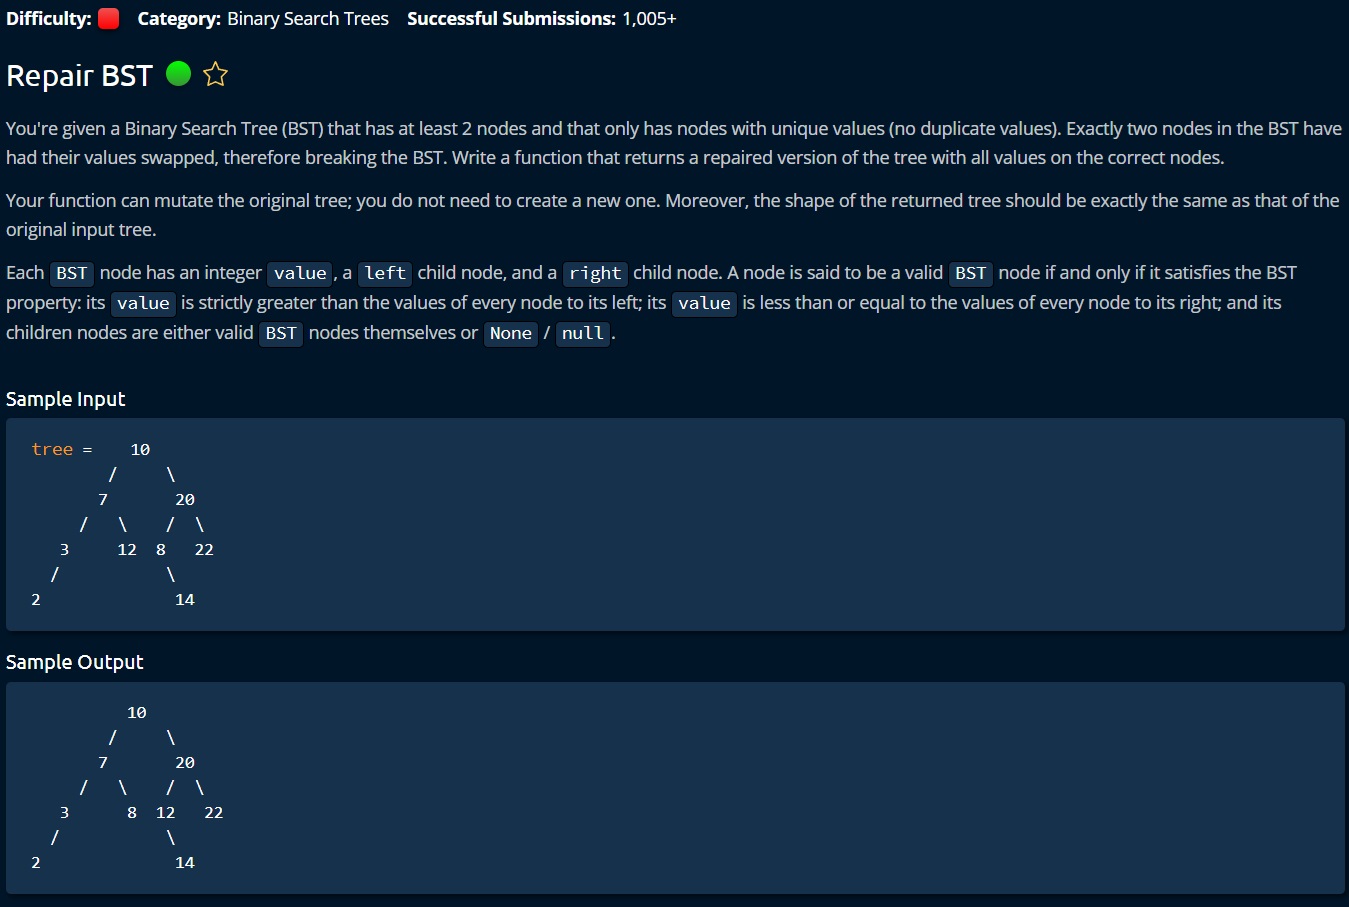 Difficulty: Category: Binary Search Trees Successful Submissions: 1,005+
Repair BST
You're given a Binary Search Tree (BST) that has at least 2 nodes and that only has nodes with unique values (no duplicate values). Exactly two nodes in the BST have
had their values swapped, therefore breaking the BST. Write a function that returns a repaired version of the tree with all values on the correct nodes.
Your function can mutate the original tree; you do not need to create a new one. Moreover, the shape of the returned tree should be exactly the same as that of the
original input tree.
Each BST node has an integer value, a left child node, and a right child node. A node is said to be a valid BST node if and only if it satisfies the BST
property: its value is strictly greater than the values of every node to its left; its value is less than or equal to the values of every node to its right; and its
children nodes are either valid BST nodes themselves or None / null.
Sample Input
tree = 10
/ \
7 20
/ \ / \
3 12 8 22
/ \
2 14
Sample Output
10
/ \
7 20
/ \ / \
3 8 12 22
/ \
2 14